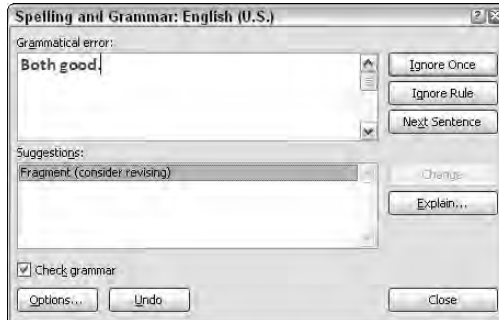 Spelling and Grammar: English (U.S.)
Grammatical error:
Both good.
Ignore Once
Ignore Rule
Next Sentence
Suggestions:
Fragment (consider revising)
Change
Explain...
Check grammar
Options...
Undo
Close